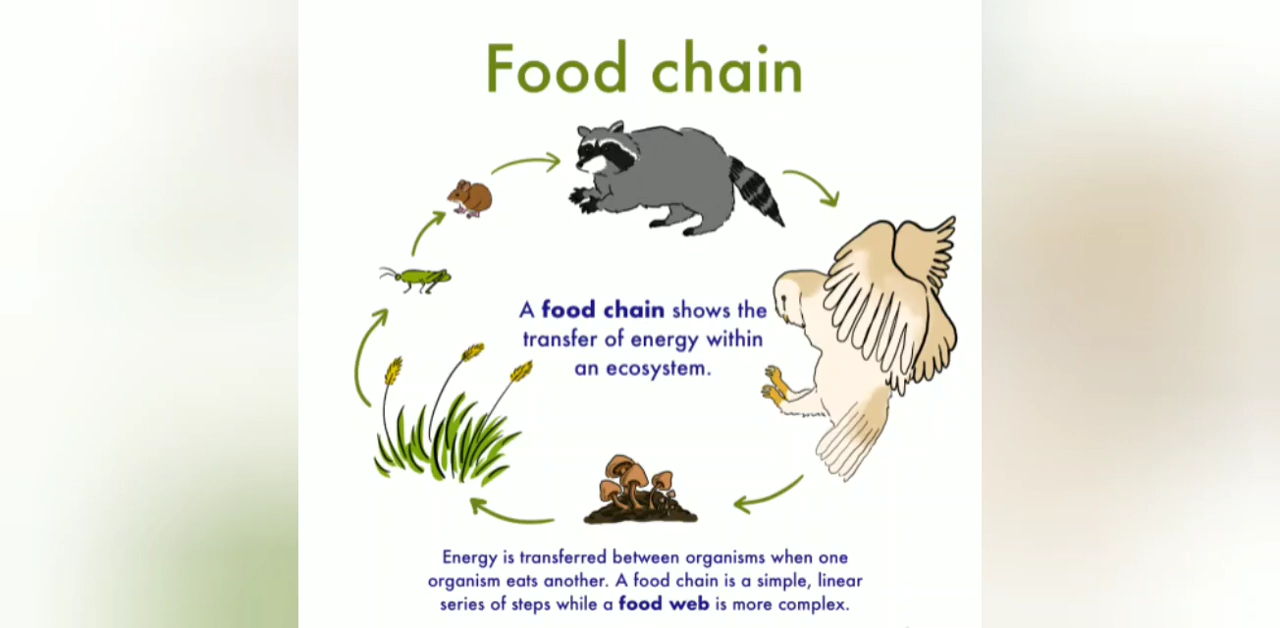 Food chain
A food chain shows the
transfer of energy within
an ecosystem.
Energy is transferred between organisms when one
organism eats another. A food chain is a simple, linear
series of steps while a food web is more complex.